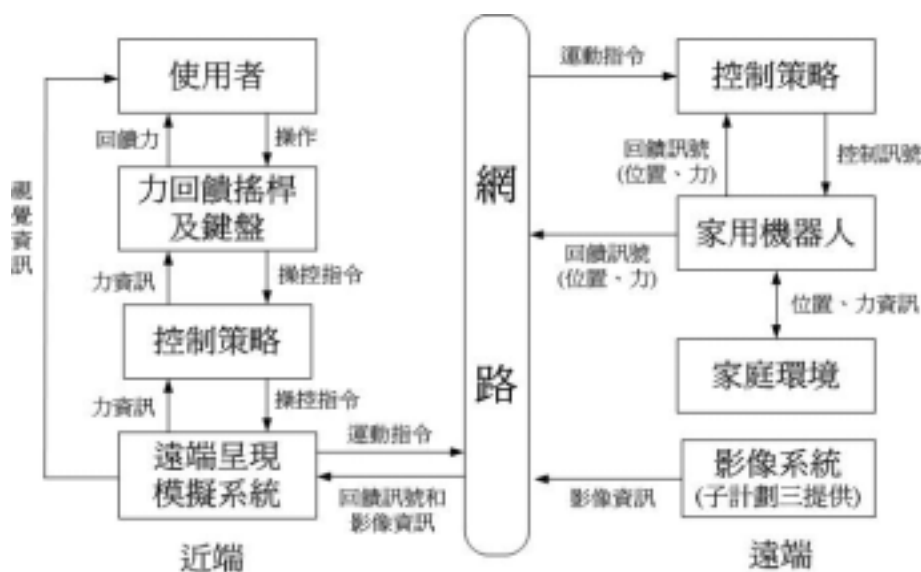 使用者
回饋力
操作
視覺資訊
力回饋搖桿
及鍵盤
力資訊
操控指令
控制策略
力資訊
操控指令
遠端呈現
模擬系統
近端
運動指令
回饋訊號和
影像資訊
網路
運動指令
控制策略
回饋訊號
(位置、力)
控制訊號
家用機器人
回饋訊號
(位置、力)
位置、力資訊
家庭環境
影像系統
(子計劃三提供)
影像資訊
遠端